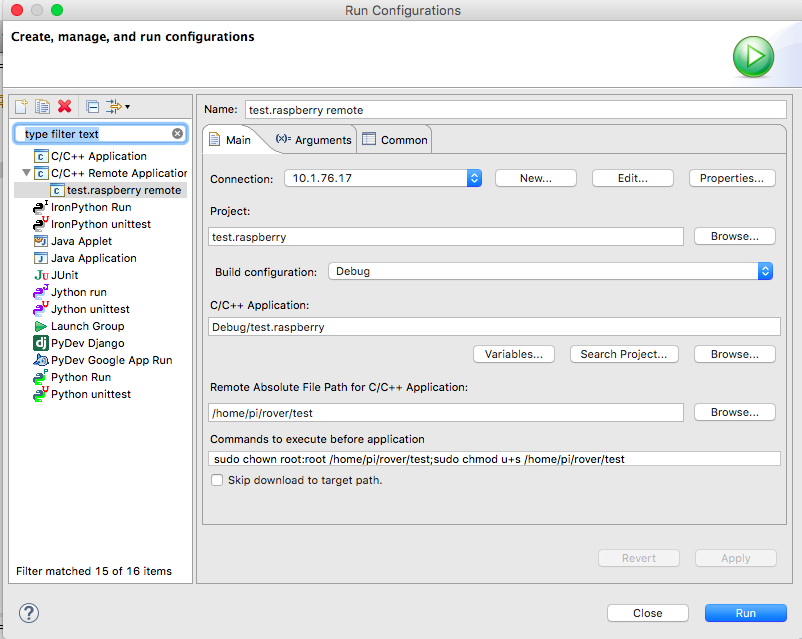 Run Configurations
Create, manage, and run configurations
type filter text
C/C++ Application
C/C++ Remote Application
test.raspberry remote
IronPython Run
IronPython unittest
Java Applet
Java Application
JUnit
Jython run
Jython unittest
Launch Group
PyDev Django
PyDev Google App Run
Python Run
Python unittest
Filter matched 15 of 16 items
Name: test.raspberry remote
Main (x)= Arguments Common
Connection: 10.1.76.17 New... Edit... Properties...
Project:
test.raspberry Browse...
Build configuration: Debug
C/C++ Application:
Debug/test.raspberry
Variables... Search Project... Browse...
Remote Absolute File Path for C/C++ Application:
/home/pi/rover/test Browse...
Commands to execute before application
sudo chown root:root /home/pi/rover/test;sudo chmod u+s /home/pi/rover/test
Skip download to target path.
Revert Apply
? Close Run